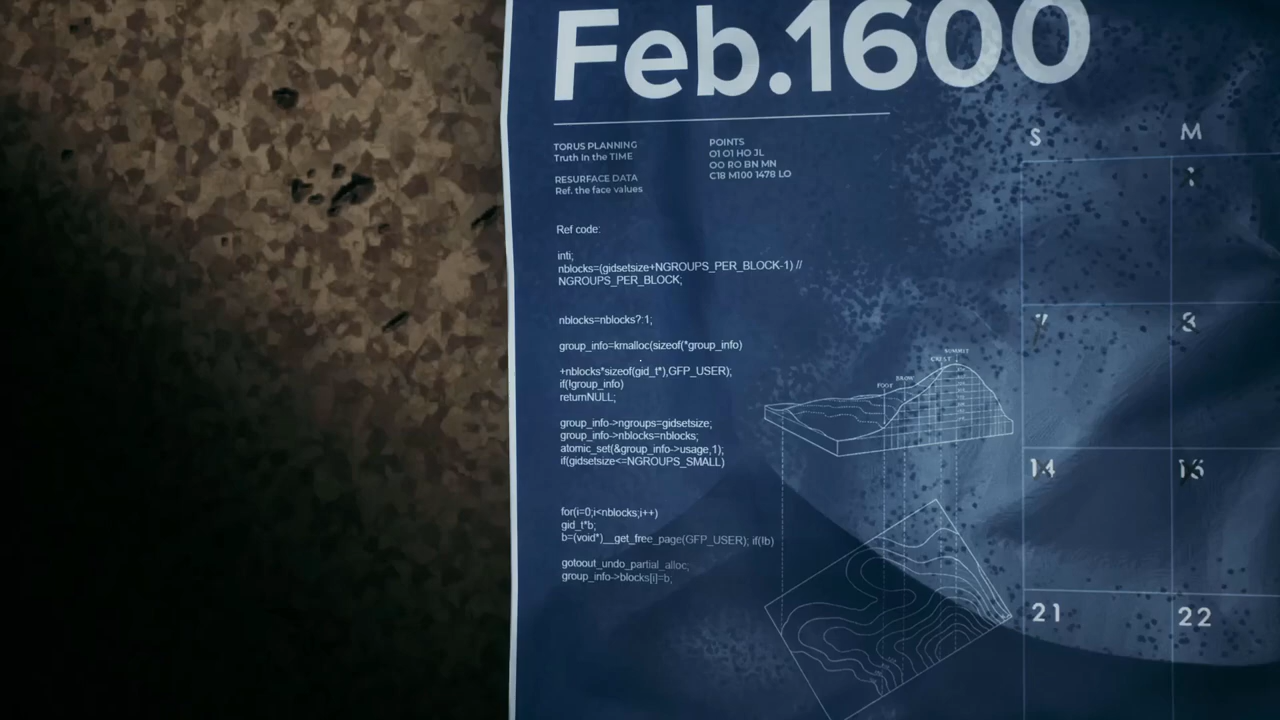 Feb.1600
TORUS PLANNING
Truth In the TIME
RESURFACE DATA
Ref. the face values
POINTS
O1 O1 HO JL
OO RO BN MN
C18 M100 1478 LO
Ref code:
inti;
nblocks=(gidsetsize+NGROUPS_PER_BLOCK-1) //
NGROUPS_PER_BLOCK;
nblocks=nblocks?:1;
group_info=kmalloc(sizeof(*group_info)
+nblocks*sizeof(gid_t*),GFP_USER);
if(!group_info)
returnNULL;
group_info->ngroups=gidsetsize;
group_info->nblocks=nblocks;
atomic_set(&group_info->usage,1);
if(gidsetsize<=NGROUPS_SMALL)
for(i=0;i<nblocks;i++)
gid_t*b;
b=(void*)__get_free_page(GFP_USER); if(!b)
gotoout_undo_partial_alloc;
group_info->blocks[i]=b;
SUMMIT
CREST
BROW
FOOT
S M
1
7 8
14 15
21 22